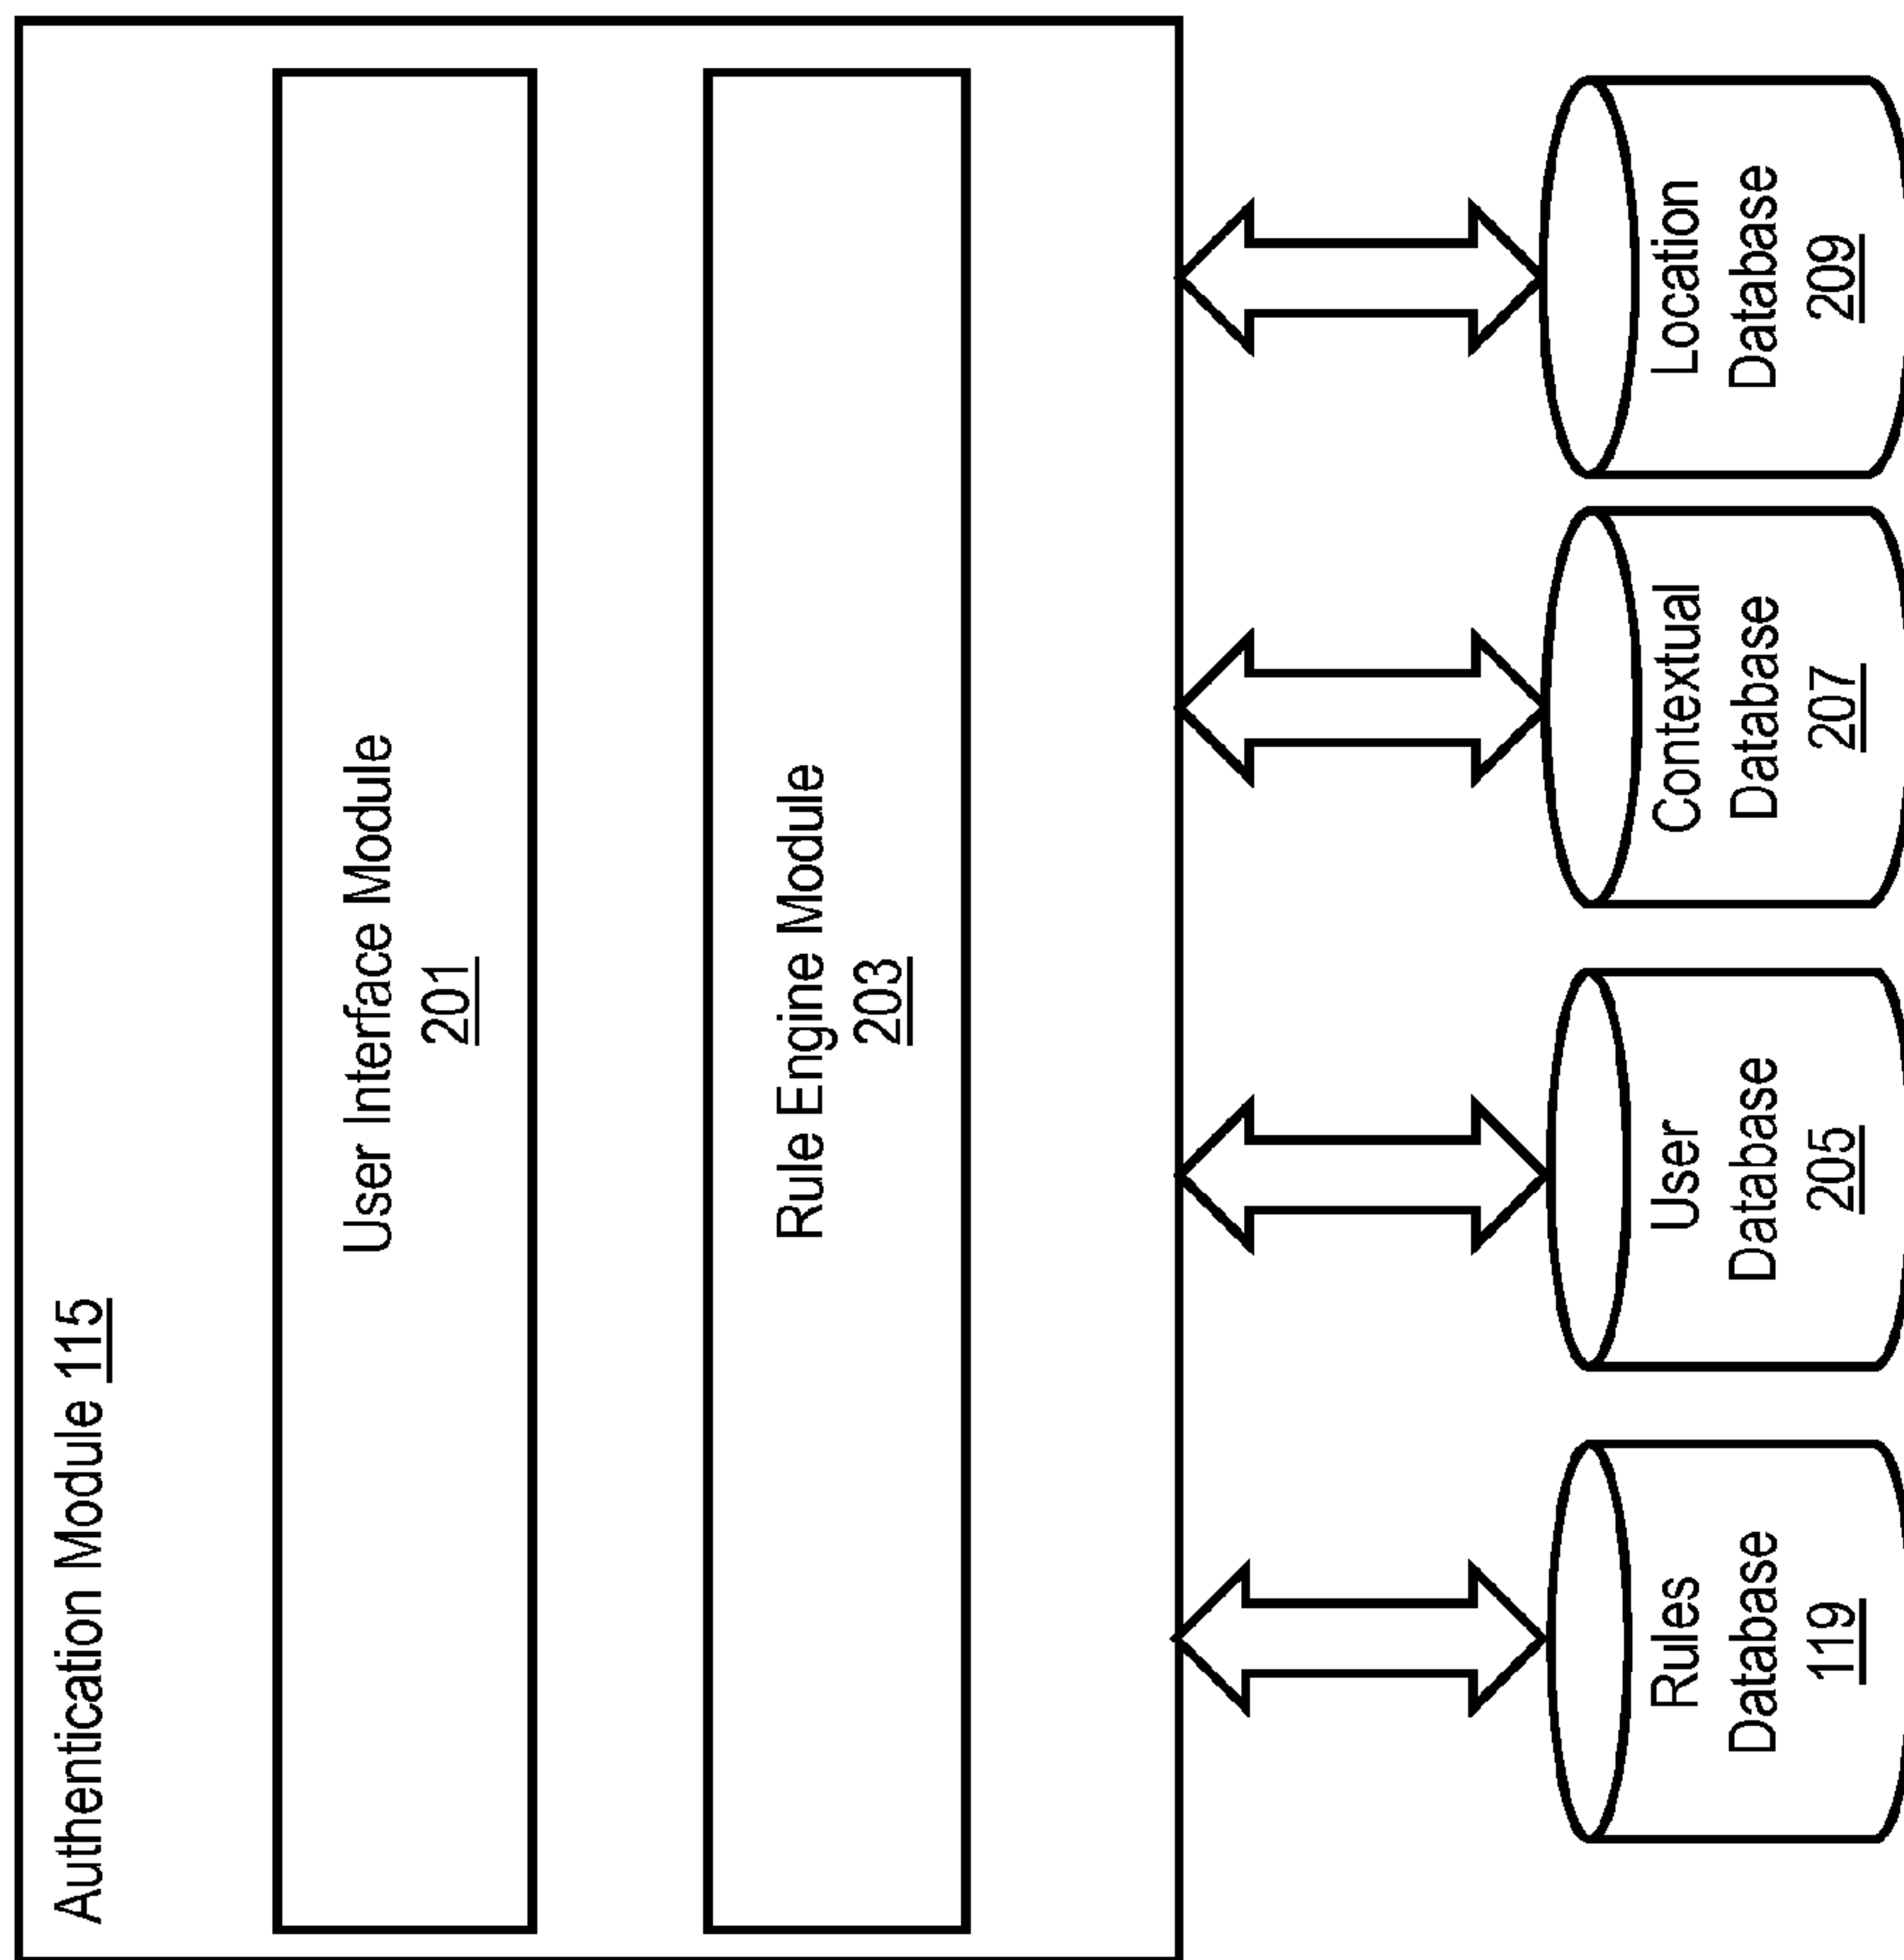 Authentication Module 115
User Interface Module
201
Rule Engine Module
203
Rules
Database
119
User
Database
205
Contextual
Database
207
Location
Database
209